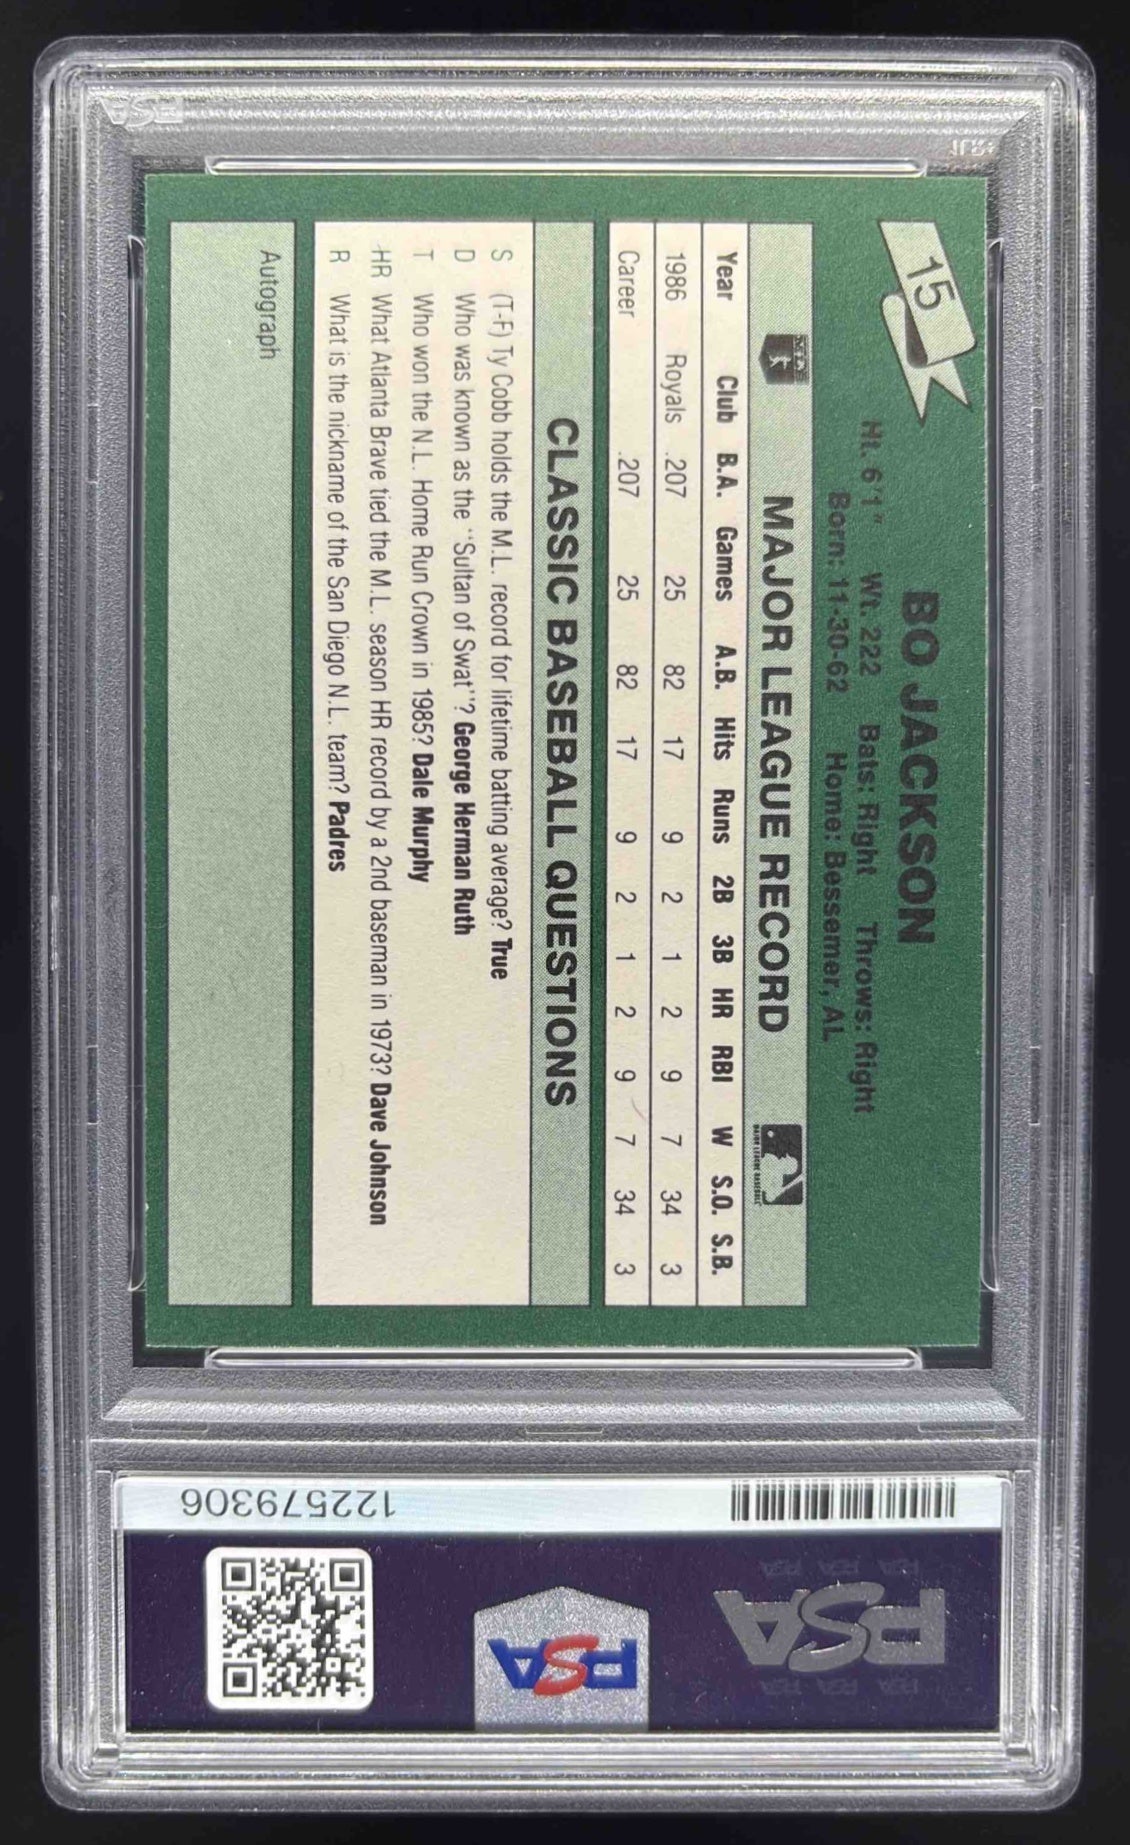 15
BO JACKSON
Ht. 6'1" Wt. 222 Bats: Right Throws: Right
Born: 11-30-62 Home: Bessemer, AL
MAJOR LEAGUE RECORD
MAJOR LEAGUE BASEBALL
Year Club B.A. Games A.B. Hits Runs 2B 3B HR RBI W S.O. S.B.
1986 Royals .207 25 82 17 9 2 1 2 9 7 34 3
Career .207 25 82 17 9 2 1 2 9 7 34 3
CLASSIC BASEBALL QUESTIONS
S (T-F) Ty Cobb holds the M.L. record for lifetime batting average? True
D Who was known as the "Sultan of Swat"? George Herman Ruth
T Who won the N.L. Home Run Crown in 1985? Dale Murphy
HR What Atlanta Brave tied the M.L. season HR record by a 2nd baseman in 1973? Dave Johnson
R What is the nickname of the San Diego N.L. team? Padres
Autograph
122579306
PSA
PSA
PSA